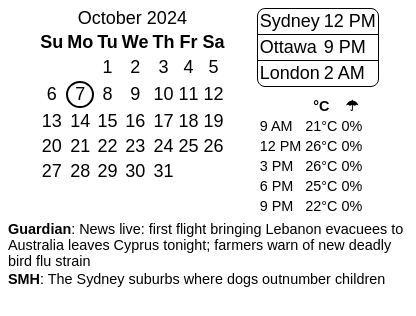 October 2024
Su Mo Tu We Th Fr Sa
1 2 3 4 5
6 7 8 9 10 11 12
13 14 15 16 17 18 19
20 21 22 23 24 25 26
27 28 29 30 31
Sydney 12 PM
Ottawa 9 PM
London 2 AM
°C ☂
9 AM 21°C 0%
12 PM 26°C 0%
3 PM 26°C 0%
6 PM 25°C 0%
9 PM 22°C 0%
Guardian: News live: first flight bringing Lebanon evacuees to
Australia leaves Cyprus tonight; farmers warn of new deadly
bird flu strain
SMH: The Sydney suburbs where dogs outnumber children